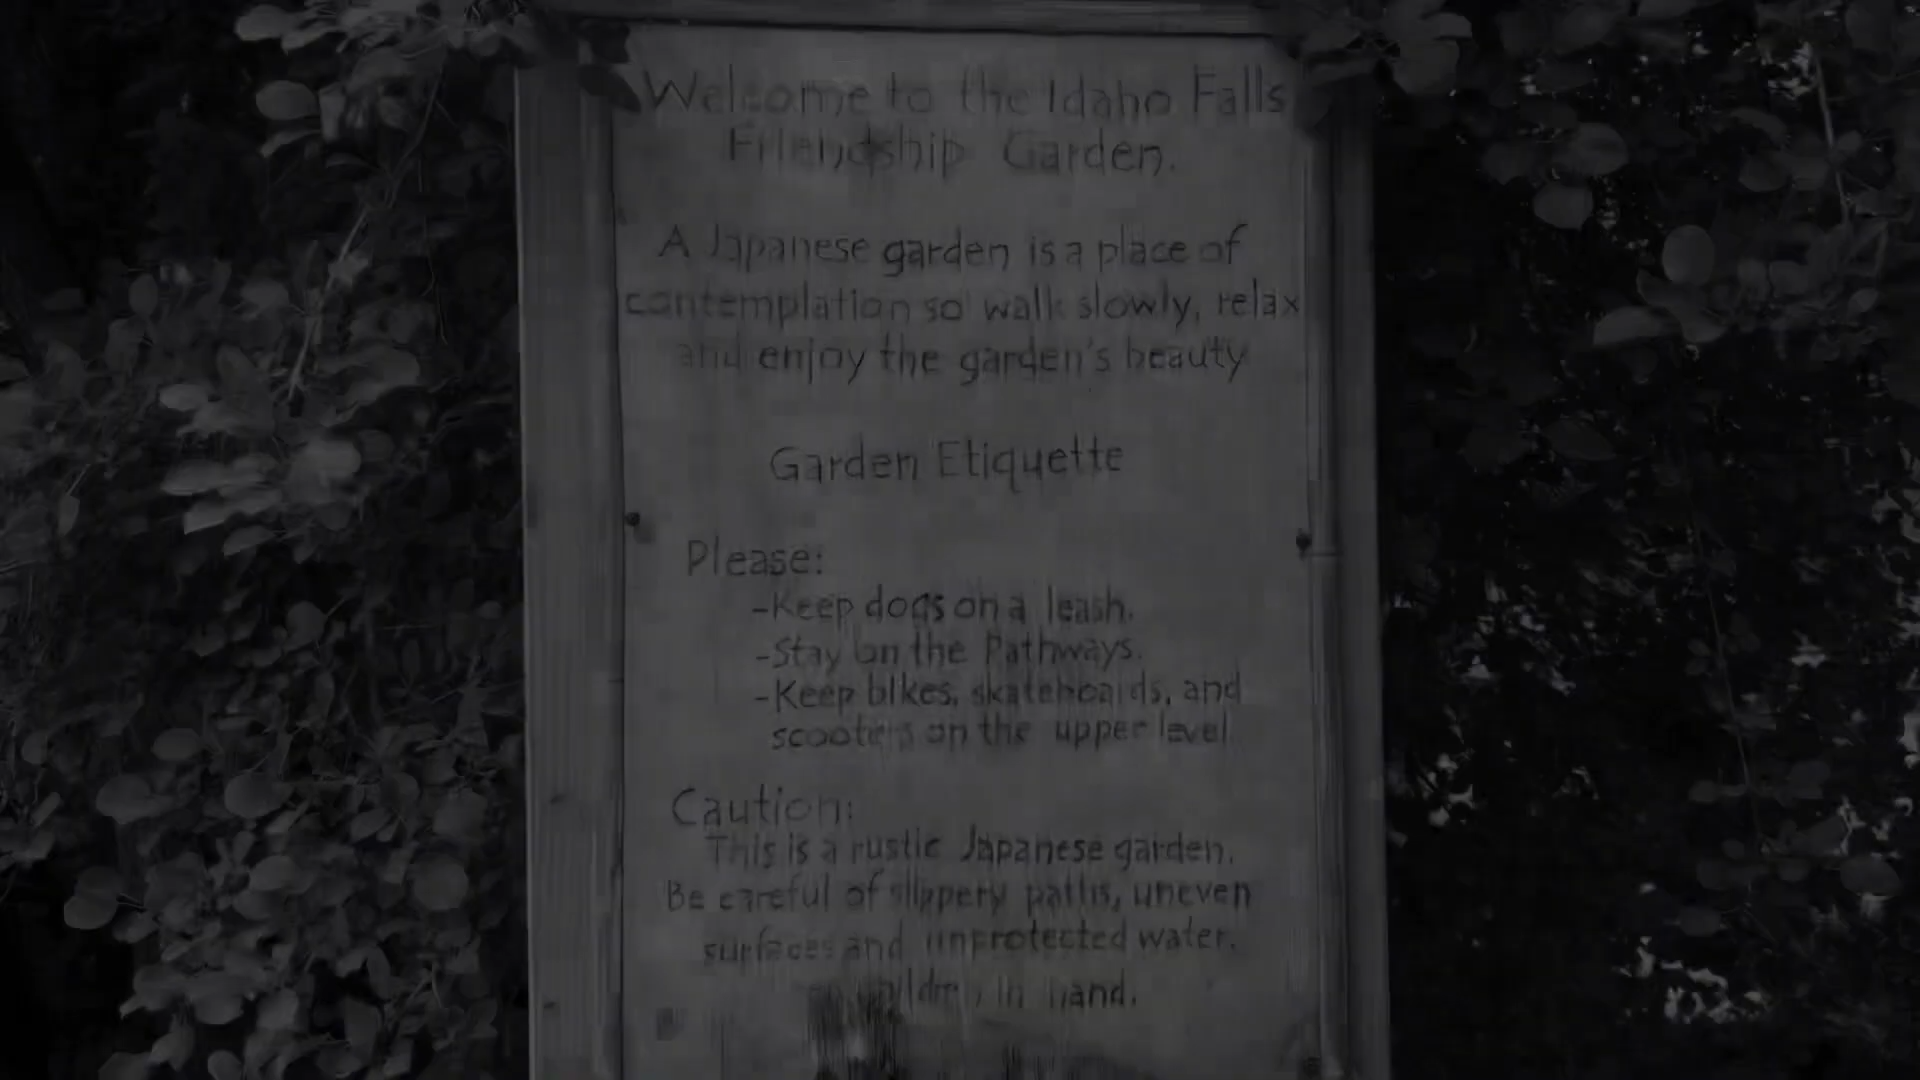 Welcome to the Idaho Falls
Friendship Garden.
A Japanese garden is a place of
contemplation so walk slowly, relax
and enjoy the garden's beauty
Garden Etiquette
Please:
-Keep dogs on a leash.
-Stay on the Pathways.
-Keep bikes, skateboards, and
scooters on the upper level.
Caution:
This is a rustic Japanese garden.
Be careful of slippery paths, uneven
surfaces and unprotected water.
children in hand.